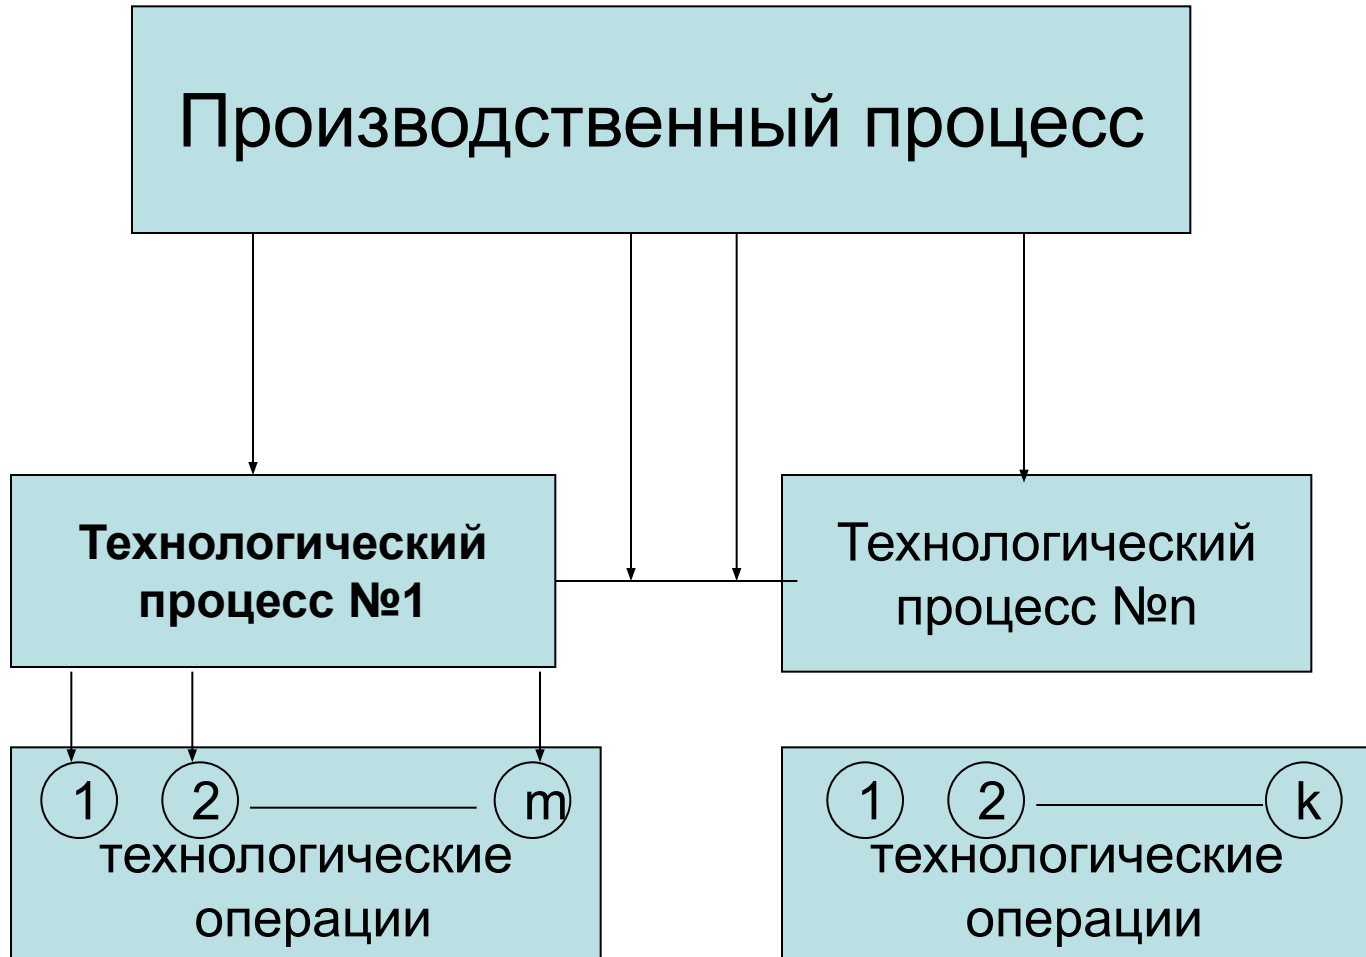 Производственный процесс
Технологический
процесс №1
Технологический
процесс №n
1 2 m
технологические
операции
1 2 k
технологические
операции